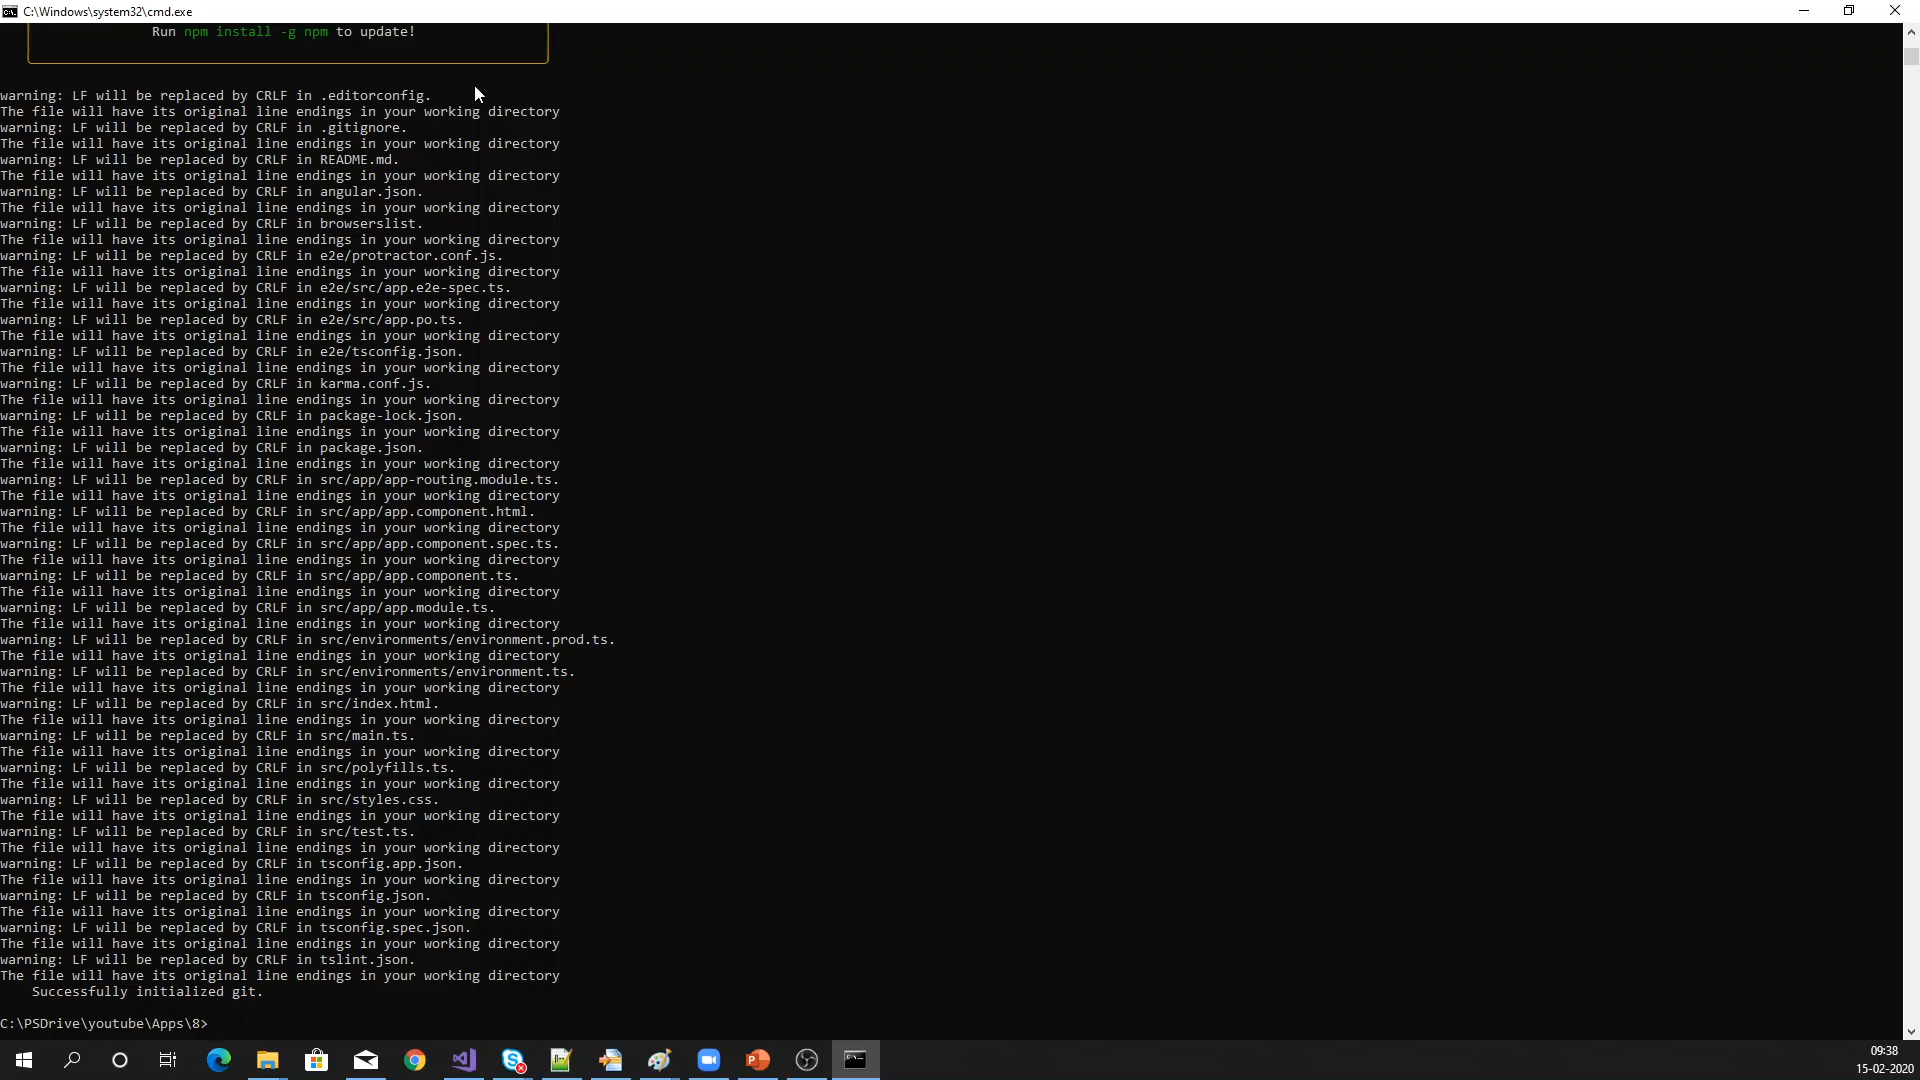 C:\Windows\system32\cmd.exe
Run npm install -g npm to update!
warning: LF will be replaced by CRLF in .editorconfig.
The file will have its original line endings in your working directory
warning: LF will be replaced by CRLF in .gitignore.
The file will have its original line endings in your working directory
warning: LF will be replaced by CRLF in README.md.
The file will have its original line endings in your working directory
warning: LF will be replaced by CRLF in angular.json.
The file will have its original line endings in your working directory
warning: LF will be replaced by CRLF in browserslist.
The file will have its original line endings in your working directory
warning: LF will be replaced by CRLF in e2e/protractor.conf.js.
The file will have its original line endings in your working directory
warning: LF will be replaced by CRLF in e2e/src/app.e2e-spec.ts.
The file will have its original line endings in your working directory
warning: LF will be replaced by CRLF in e2e/src/app.po.ts.
The file will have its original line endings in your working directory
warning: LF will be replaced by CRLF in e2e/tsconfig.json.
The file will have its original line endings in your working directory
warning: LF will be replaced by CRLF in karma.conf.js.
The file will have its original line endings in your working directory
warning: LF will be replaced by CRLF in package-lock.json.
The file will have its original line endings in your working directory
warning: LF will be replaced by CRLF in package.json.
The file will have its original line endings in your working directory
warning: LF will be replaced by CRLF in src/app/app-routing.module.ts.
The file will have its original line endings in your working directory
warning: LF will be replaced by CRLF in src/app/app.component.html.
The file will have its original line endings in your working directory
warning: LF will be replaced by CRLF in src/app/app.component.spec.ts.
The file will have its original line endings in your working directory
warning: LF will be replaced by CRLF in src/app/app.component.ts.
The file will have its original line endings in your working directory
warning: LF will be replaced by CRLF in src/app/app.module.ts.
The file will have its original line endings in your working directory
warning: LF will be replaced by CRLF in src/environments/environment.prod.ts.
The file will have its original line endings in your working directory
warning: LF will be replaced by CRLF in src/environments/environment.ts.
The file will have its original line endings in your working directory
warning: LF will be replaced by CRLF in src/index.html.
The file will have its original line endings in your working directory
warning: LF will be replaced by CRLF in src/main.ts.
The file will have its original line endings in your working directory
warning: LF will be replaced by CRLF in src/polyfills.ts.
The file will have its original line endings in your working directory
warning: LF will be replaced by CRLF in src/styles.css.
The file will have its original line endings in your working directory
warning: LF will be replaced by CRLF in src/test.ts.
The file will have its original line endings in your working directory
warning: LF will be replaced by CRLF in tsconfig.app.json.
The file will have its original line endings in your working directory
warning: LF will be replaced by CRLF in tsconfig.json.
The file will have its original line endings in your working directory
warning: LF will be replaced by CRLF in tsconfig.spec.json.
The file will have its original line endings in your working directory
warning: LF will be replaced by CRLF in tslint.json.
The file will have its original line endings in your working directory
Successfully initialized git.
C:\PSDrive\youtube\Apps\8>
09:38
15-02-2020